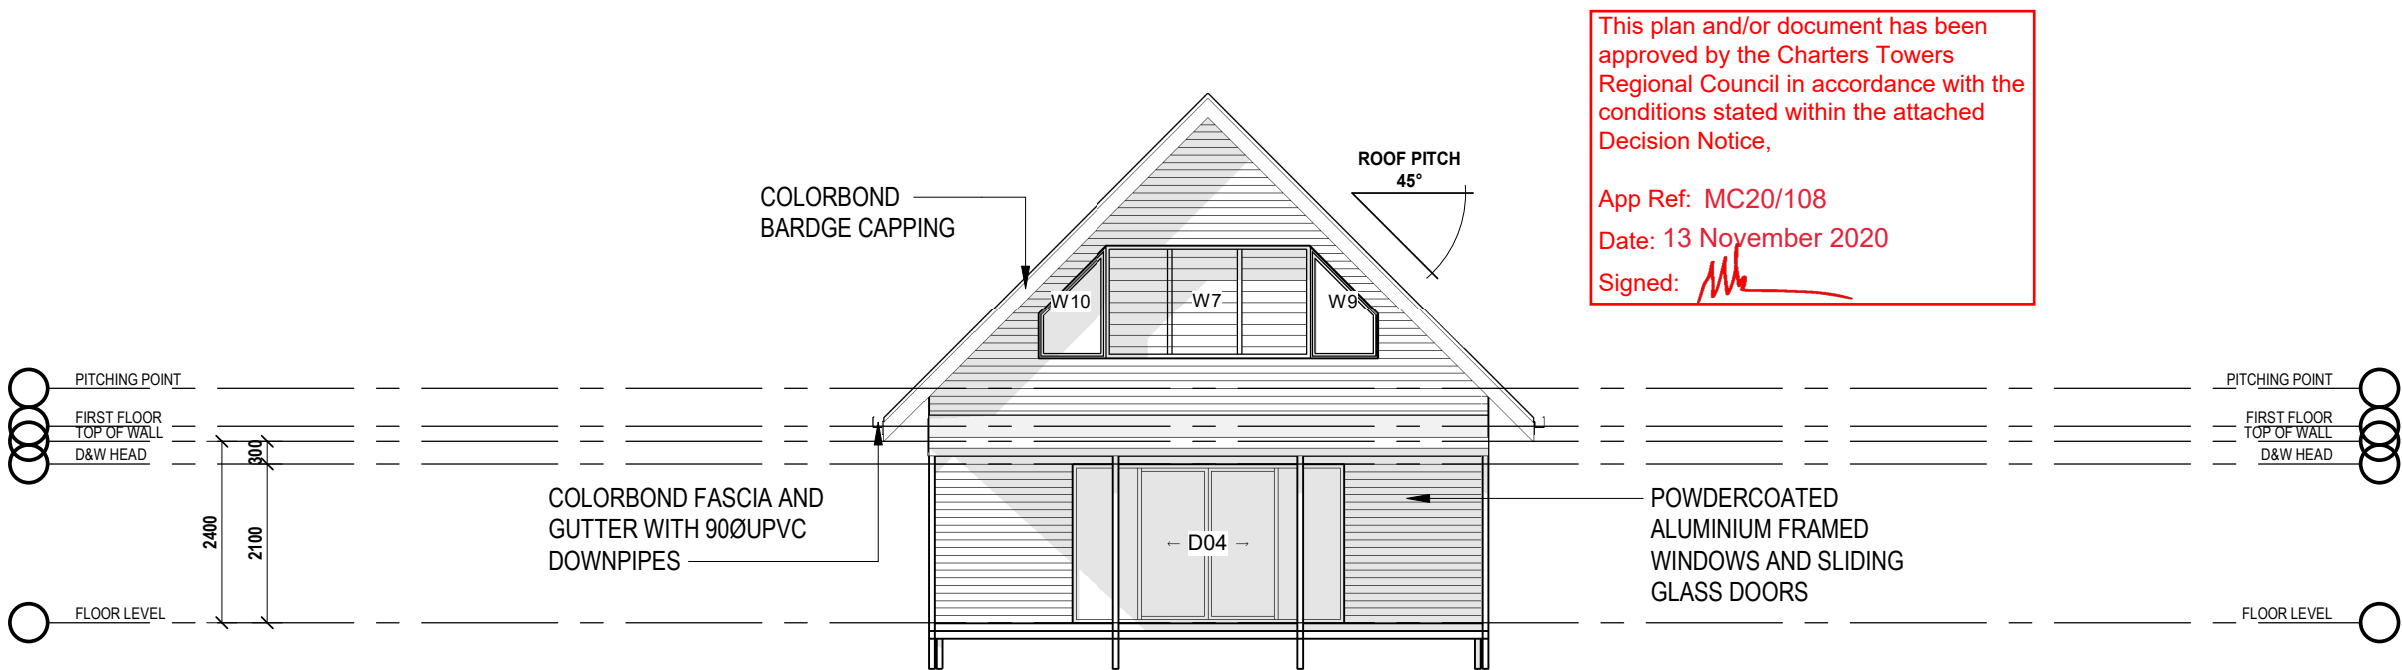 This plan and/or document has been
approved by the Charters Towers
Regional Council in accordance with the
conditions stated within the attached
Decision Notice,
App Ref: MC20/108
Date: 13 November 2020
Signed:
ROOF PITCH
45°
COLORBOND
BARDGE CAPPING
W10
W7
W9
PITCHING POINT
FIRST FLOOR
TOP OF WALL
D&W HEAD
FLOOR LEVEL
300
2400
2100
COLORBOND FASCIA AND
GUTTER WITH 90ØUPVC
DOWNPIPES
← D04 →
POWDERCOATED
ALUMINIUM FRAMED
WINDOWS AND SLIDING
GLASS DOORS
PITCHING POINT
FIRST FLOOR
TOP OF WALL
D&W HEAD
FLOOR LEVEL